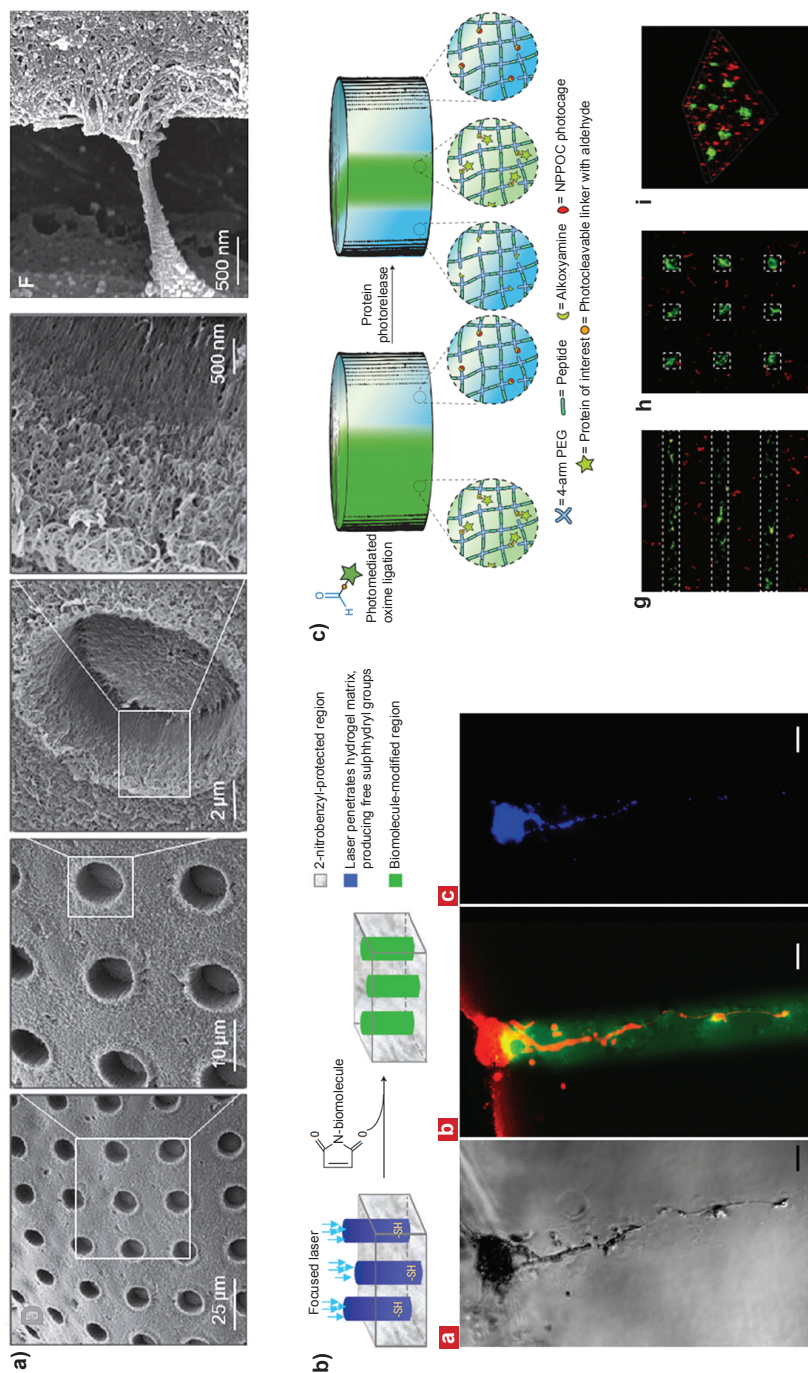 a)
D
25 µm
10 µm
2 µm
500 nm
F
500 nm
b)
Focused laser
-SH
-SH
-SH
O
N-biomolecule
O
2-nitrobenzyl-protected region
Laser penetrates hydrogel matrix,
producing free sulphhydryl groups
Biomolecule-modified region
a
b
c
c)
O
H
Photomediated
oxime ligation
Protein
photorelease
= 4-arm PEG
= Peptide
= Alkoxyamine
= NPPOC photocage
= Protein of interest
= Photocleavable linker with aldehyde
g
h
i